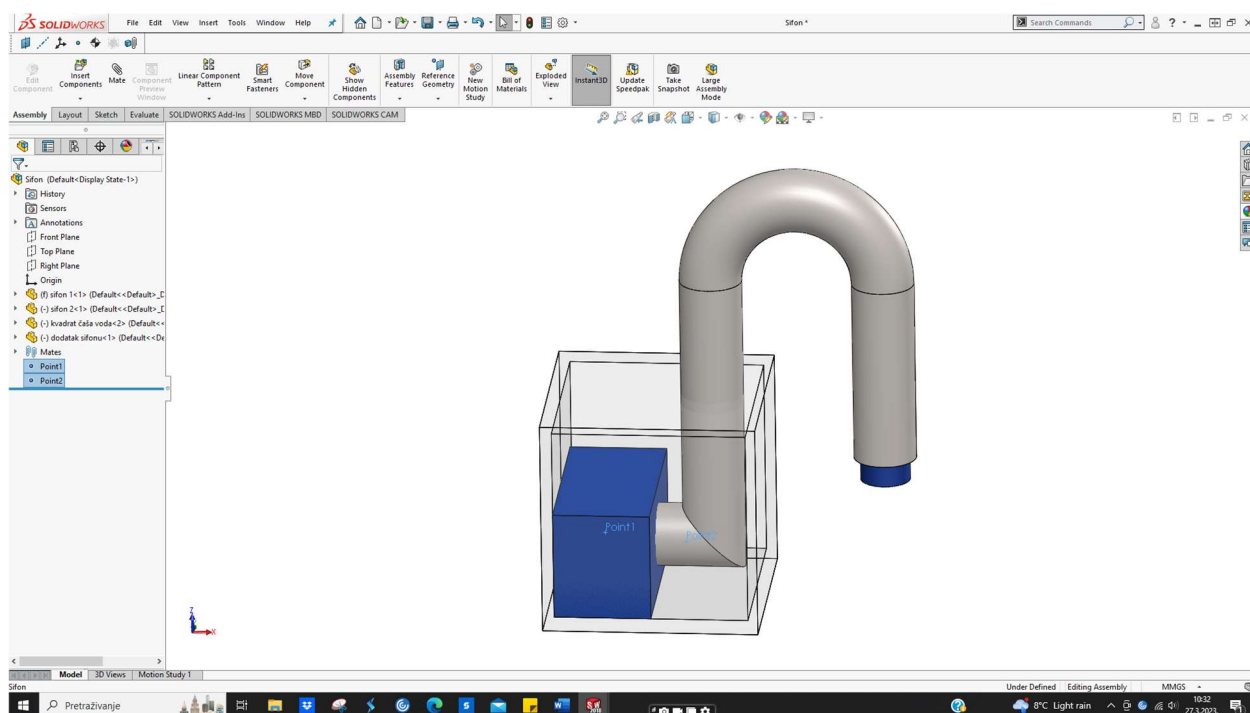 SOLIDWORKS File Edit View Insert Tools Window Help Sifon * Search Commands
Edit Component Insert Components Mate Component Preview Window Linear Component Pattern Smart Fasteners Move Component Show Hidden Components Assembly Features Reference Geometry New Motion Study Bill of Materials Exploded View Instant3D Update Speedpak Take Snapshot Large Assembly Mode
Assembly Layout Sketch Evaluate SOLIDWORKS Add-Ins SOLIDWORKS MBD SOLIDWORKS CAM
Sifon (Default<Display State-1>)
History
Sensors
Annotations
Front Plane
Top Plane
Right Plane
Origin
(f) sifon 1<1> (Default<<Default>_D
(-) sifon 2<1> (Default<<Default>_D
(-) kvadrat čaša voda<2> (Default<<
(-) dodatak sifonu<1> (Default<<De
Mates
Point1
Point2
Point1
Z
X
Model 3D Views Motion Study 1
Sifon Under Defined Editing Assembly MMGS
Pretraživanje 8°C Light rain 10:32
27.3.2023.